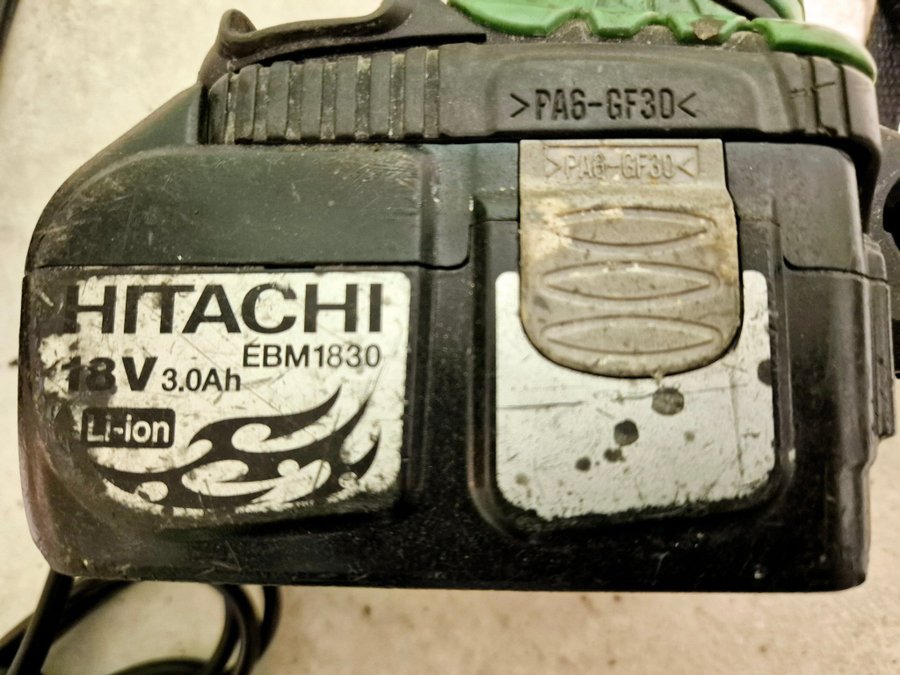 >PA6-GF30<
>PA6-GF30<
HITACHI
EBM1830
18V 3.0Ah
Li-ion